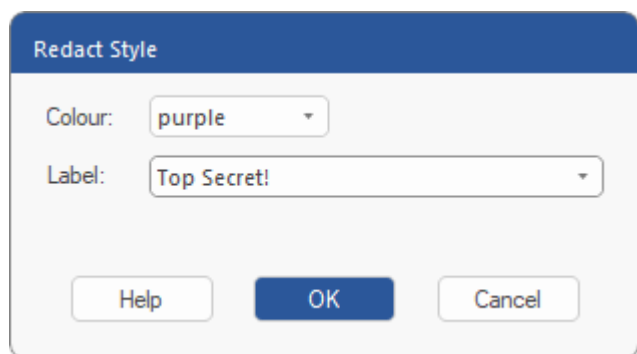 Redact Style
Colour: purple
Label: Top Secret!
Help OK Cancel